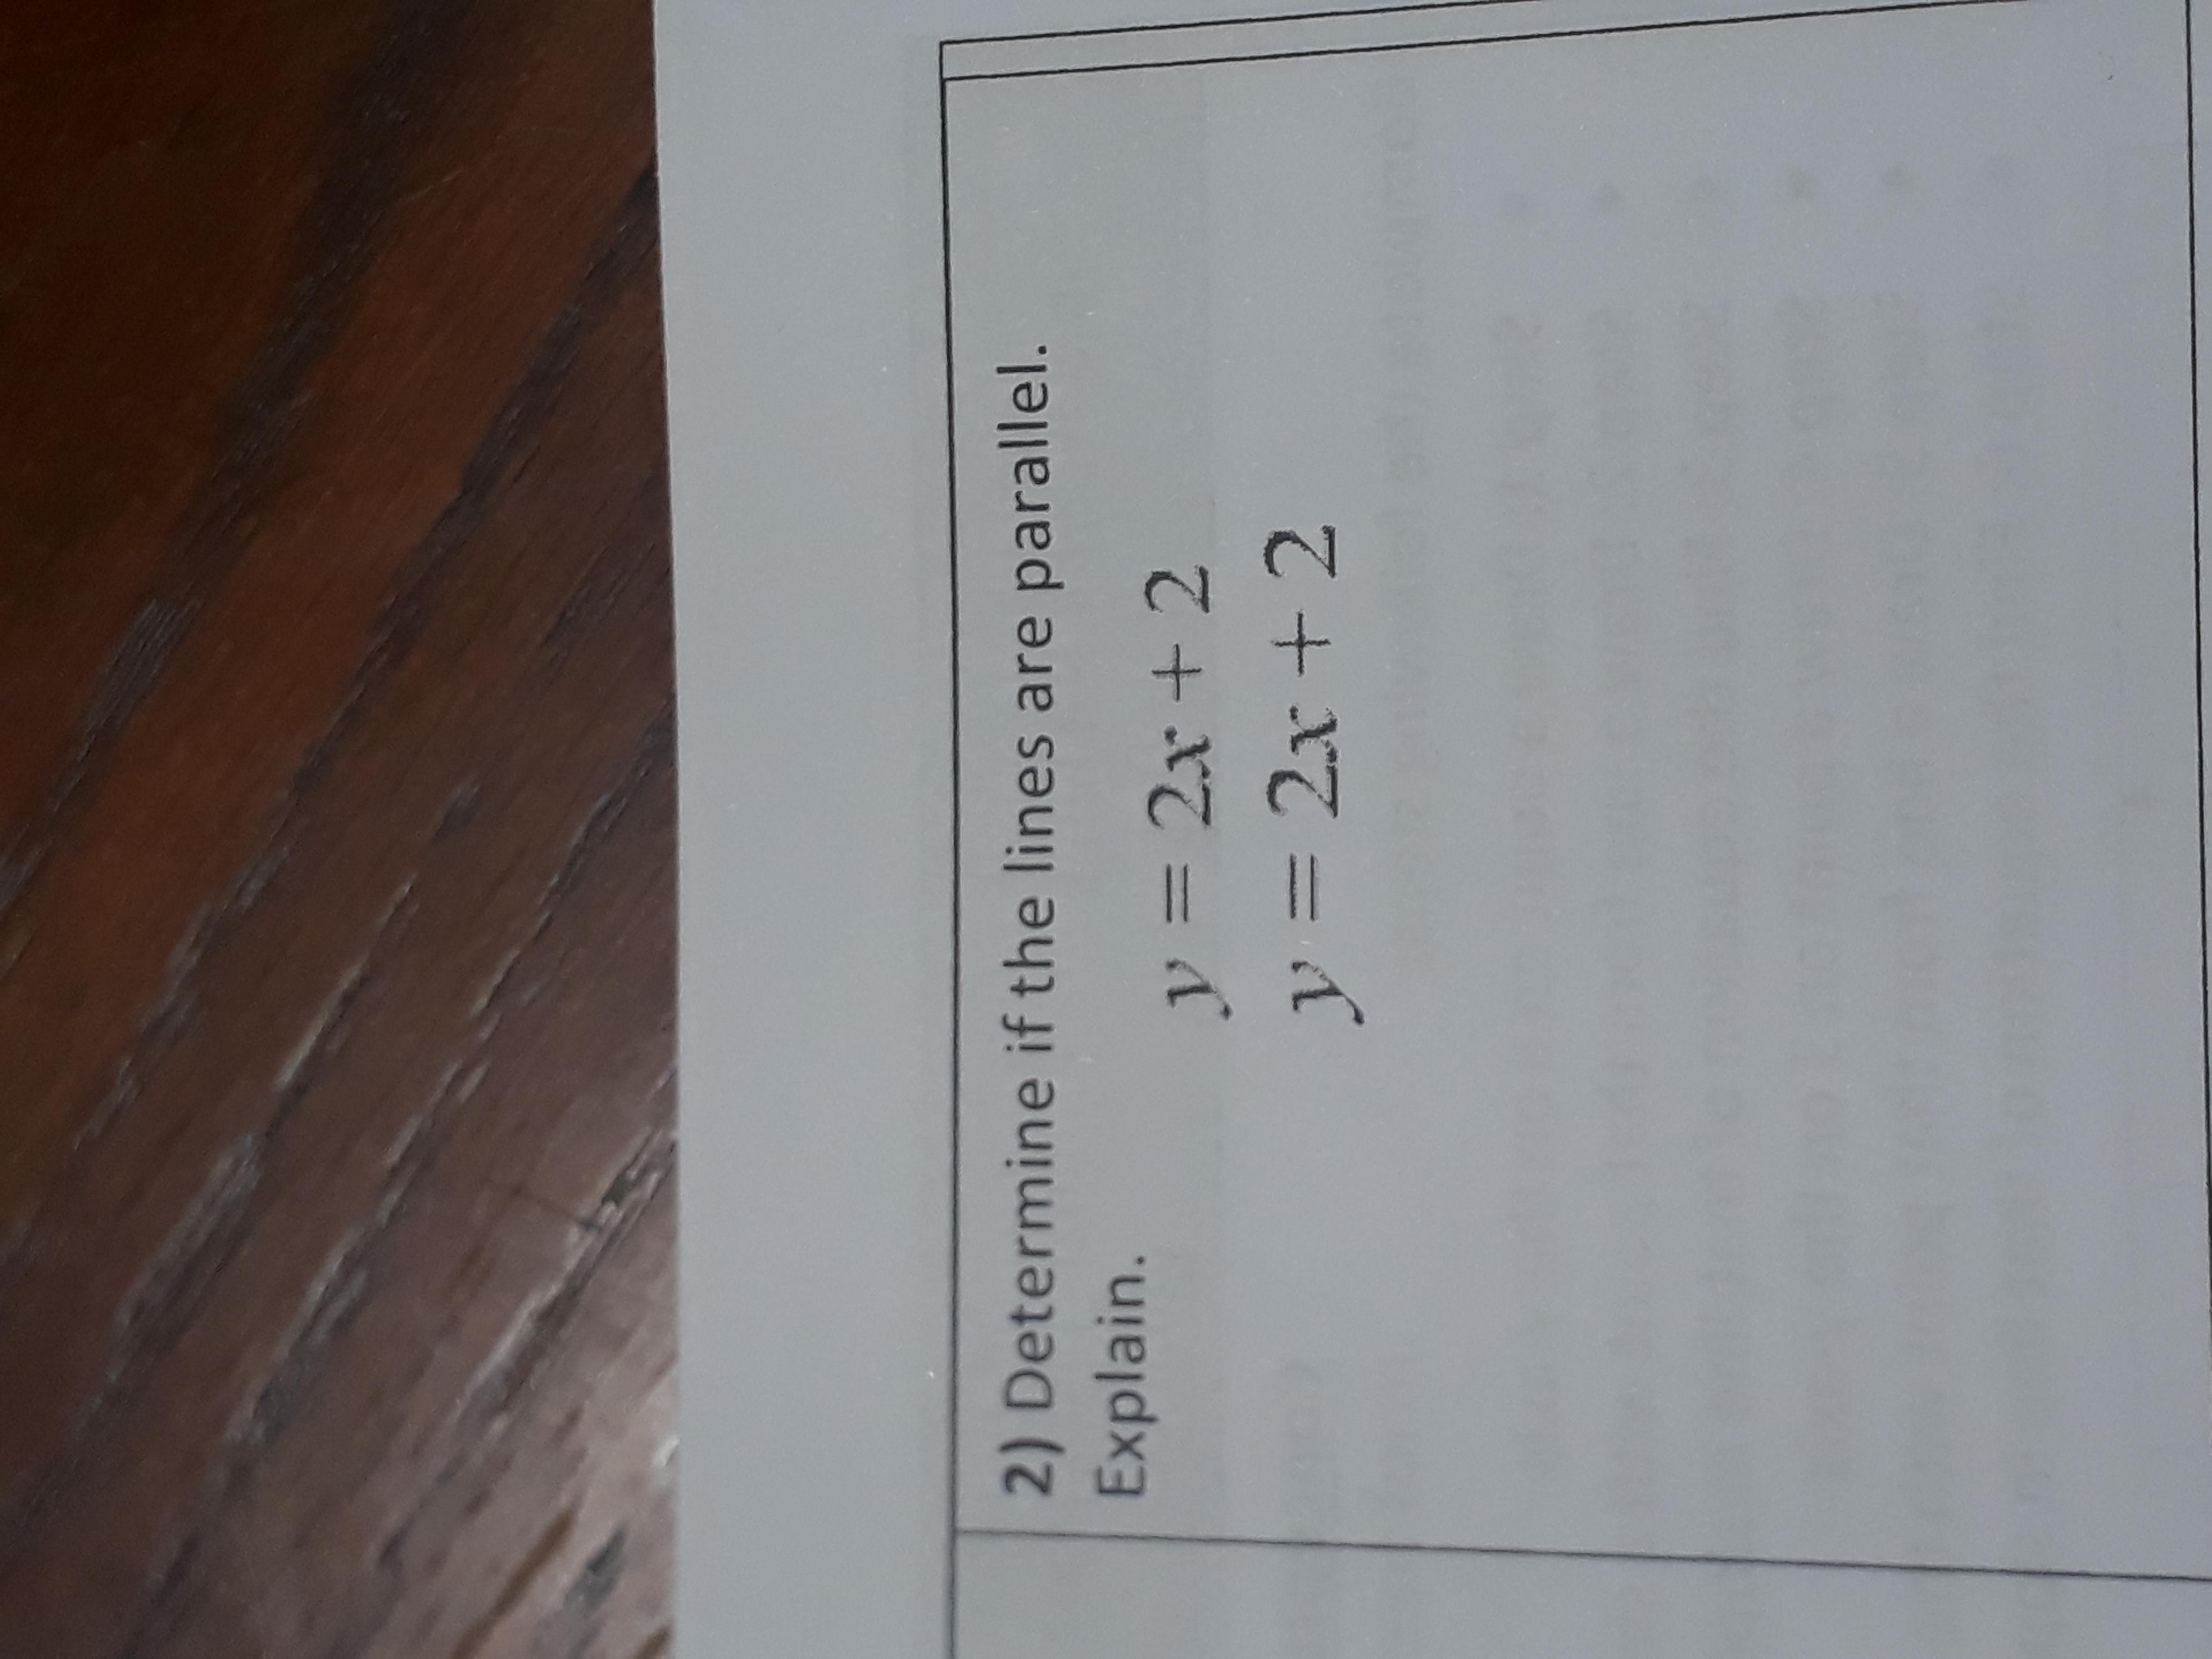 2) Determine if the lines are parallel.
Explain.
y = 2x + 2
y = 2x + 2